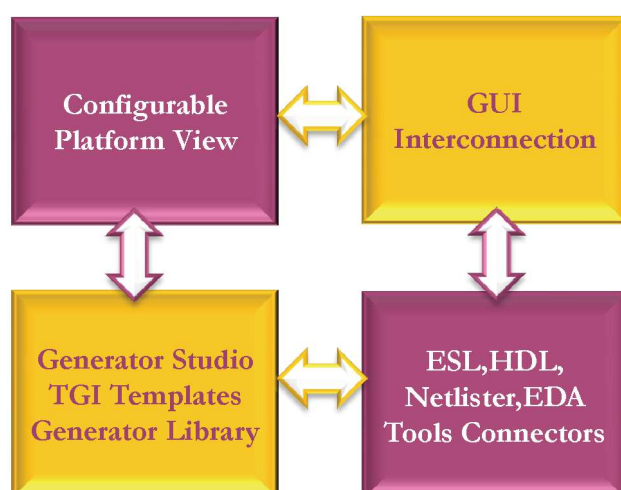 Configurable
Platform View
GUI
Interconnection
Generator Studio
TGI Templates
Generator Library
ESL,HDL,
Netlister,EDA
Tools Connectors